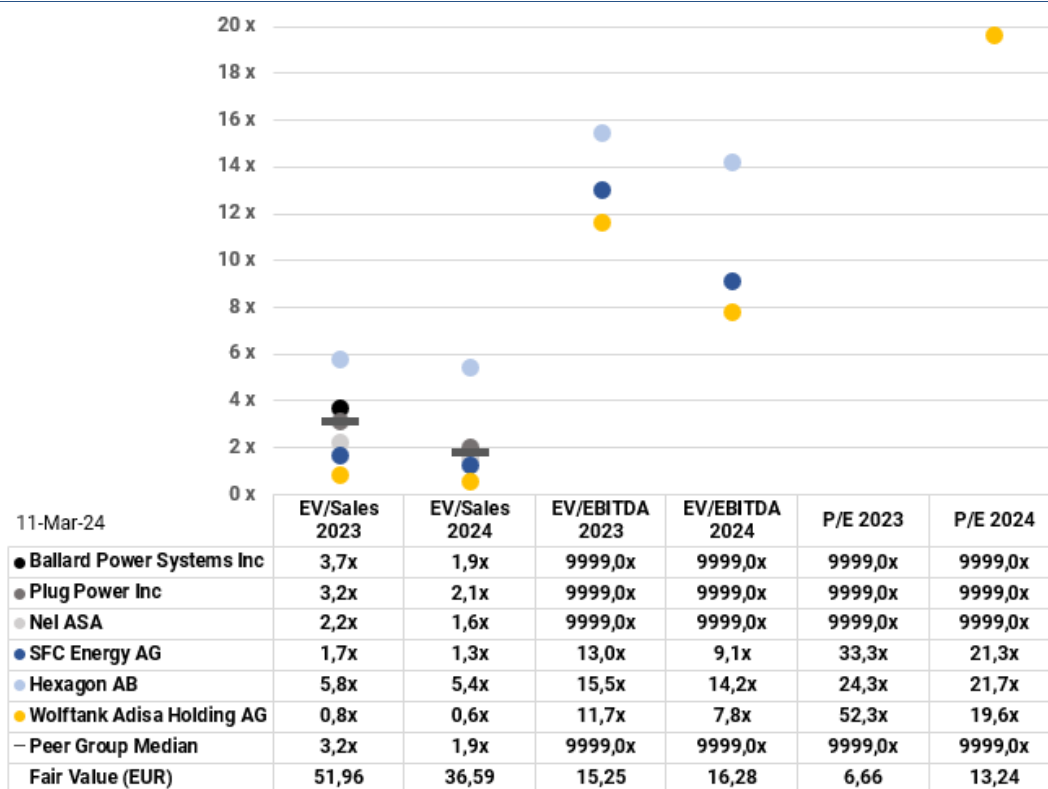 20 x
18 x
16 x
14 x
12 x
10 x
8 x
6 x
4 x
2 x
0 x
11-Mar-24 EV/Sales 2023 EV/Sales 2024 EV/EBITDA 2023 EV/EBITDA 2024 P/E 2023 P/E 2024
Ballard Power Systems Inc 3,7x 1,9x 9999,0x 9999,0x 9999,0x 9999,0x
Plug Power Inc 3,2x 2,1x 9999,0x 9999,0x 9999,0x 9999,0x
Nel ASA 2,2x 1,6x 9999,0x 9999,0x 9999,0x 9999,0x
SFC Energy AG 1,7x 1,3x 13,0x 9,1x 33,3x 21,3x
Hexagon AB 5,8x 5,4x 15,5x 14,2x 24,3x 21,7x
Wolftank Adisa Holding AG 0,8x 0,6x 11,7x 7,8x 52,3x 19,6x
Peer Group Median 3,2x 1,9x 9999,0x 9999,0x 9999,0x 9999,0x
Fair Value (EUR) 51,96 36,59 15,25 16,28 6,66 13,24